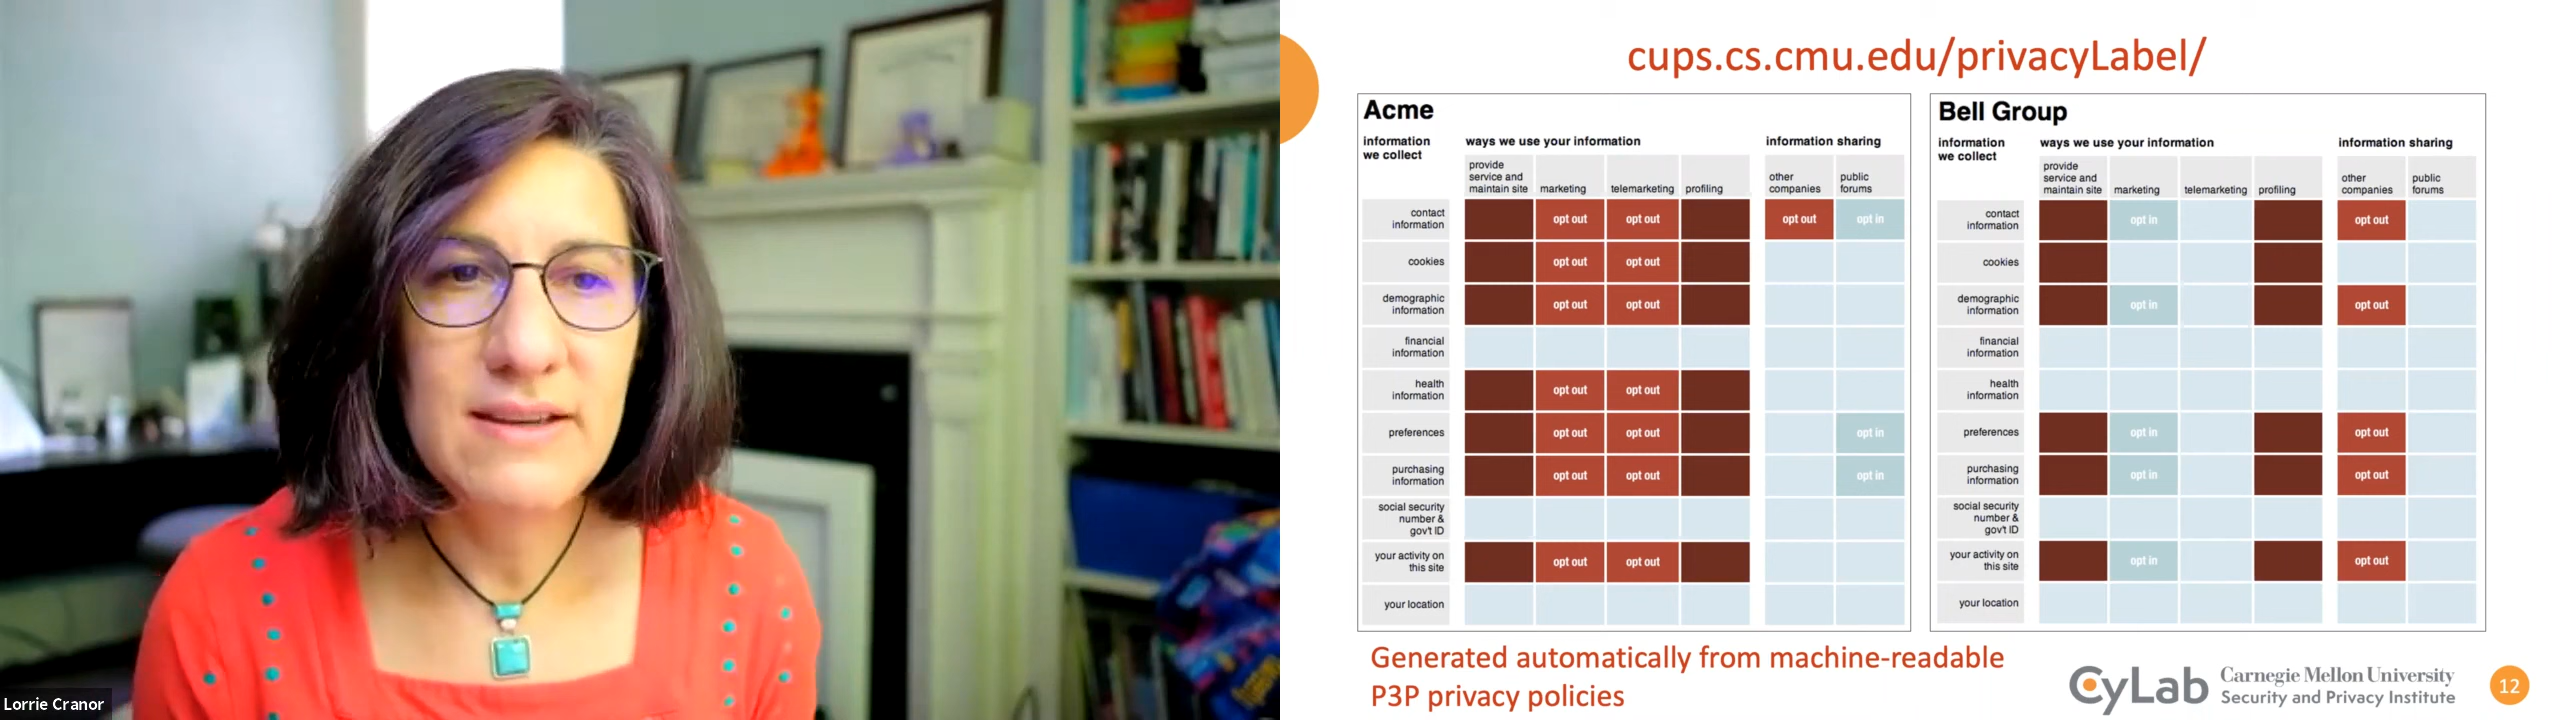 Lorrie Cranor
cups.cs.cmu.edu/privacyLabel/
Acme
information
we collect
ways we use your information
information sharing
provide
service and
maintain site
marketing
telemarketing
profiling
other
companies
public
forums
contact
information
opt out
opt out
opt out
opt in
cookies
opt out
opt out
demographic
information
opt out
opt out
financial
information
health
information
opt out
opt out
preferences
opt out
opt out
opt in
purchasing
information
opt out
opt out
opt in
social security
number &
gov't ID
your activity on
this site
opt out
opt out
your location
Bell Group
information
we collect
ways we use your information
information sharing
provide
service and
maintain site
marketing
telemarketing
profiling
other
companies
public
forums
contact
information
opt in
opt out
cookies
demographic
information
opt in
opt out
financial
information
health
information
preferences
opt in
opt out
purchasing
information
opt in
opt out
social security
number &
gov't ID
your activity on
this site
opt in
opt out
your location
Generated automatically from machine-readable
P3P privacy policies
CyLab
Carnegie Mellon University
Security and Privacy Institute
12